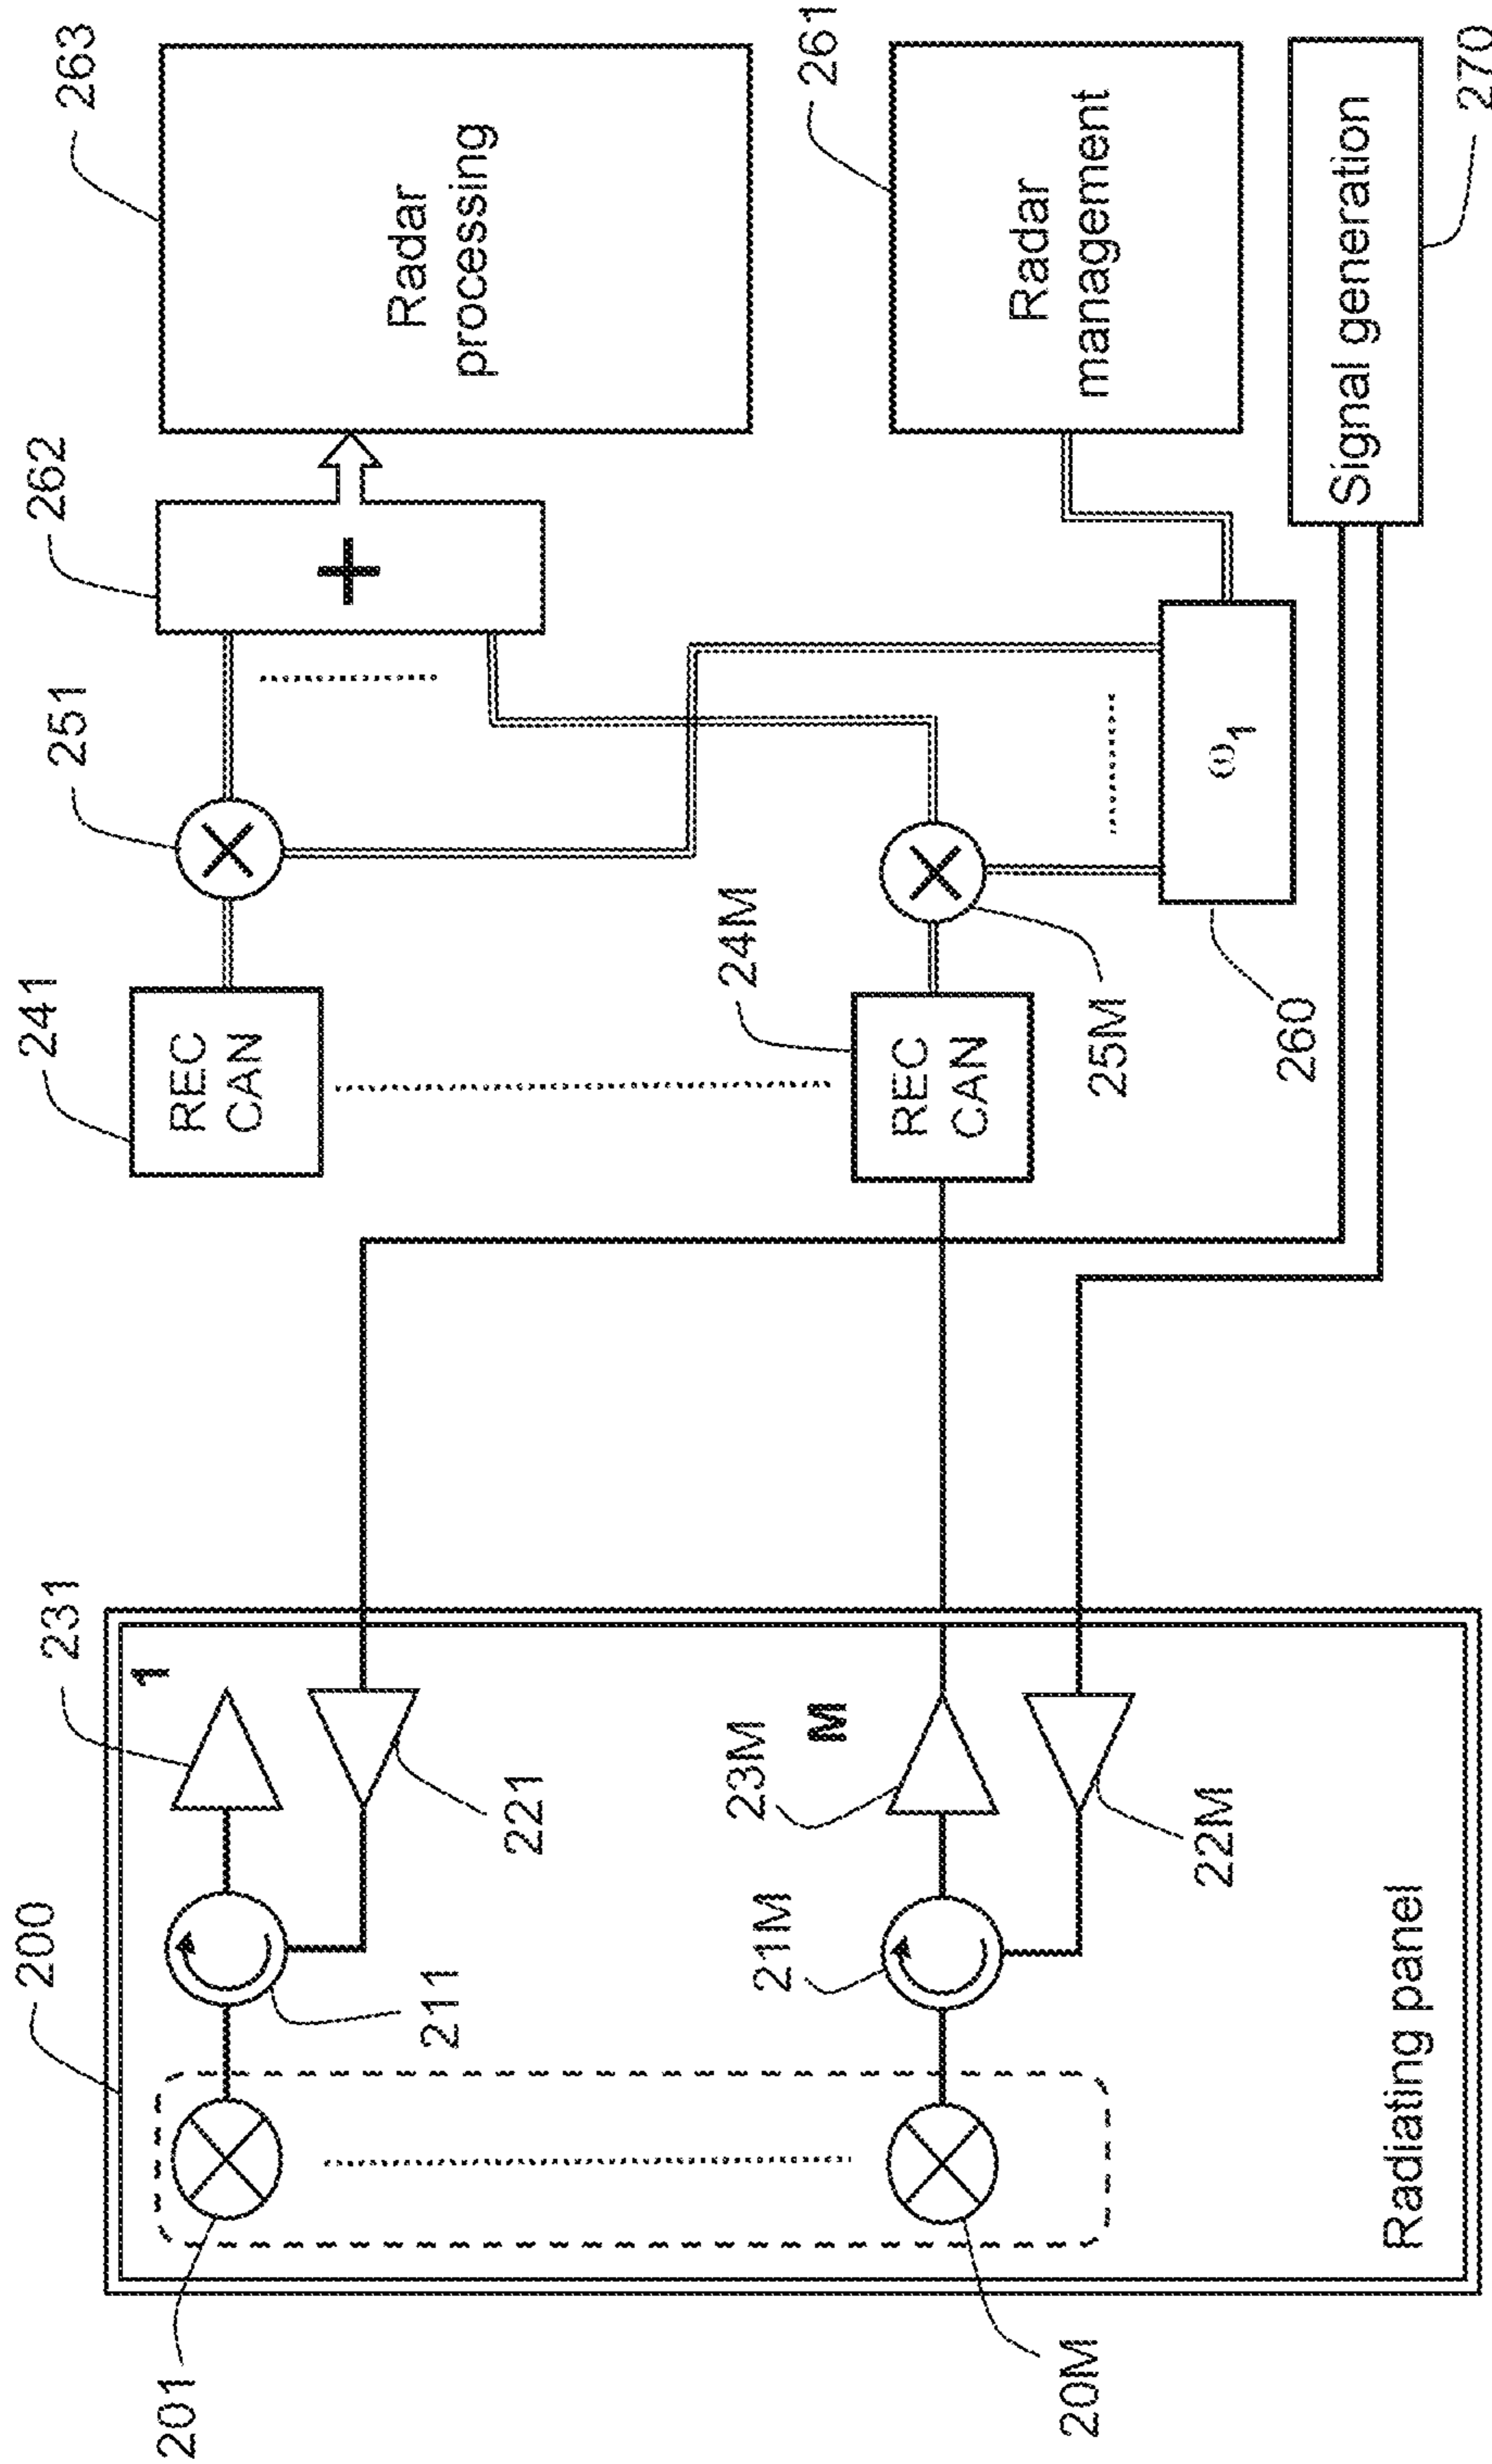 200
231
1
201
211
221
21M
23M
M
20M
22M
Radiating panel
241
REC
CAN
251
262
+
263
Radar
processing
24M
REC
CAN
25M
260
ω1
261
Radar
management
Signal generation
270